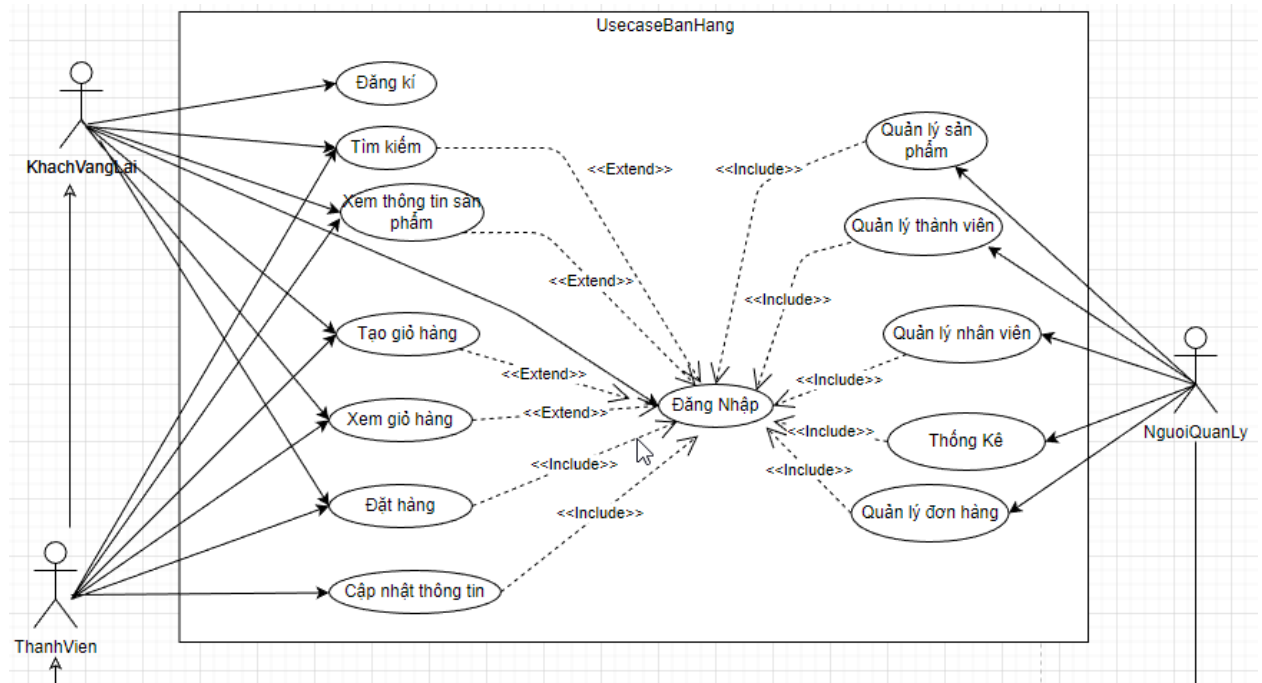 UsecaseBanHang
Đăng kí
Tìm kiếm
Xem thông tin sản
phẩm
Tạo giỏ hàng
Xem giỏ hàng
Đặt hàng
Cập nhật thông tin
KhachVangLai
ThanhVien
<<Extend>>
<<Extend>>
<<Extend>>
<<Extend>>
<<Include>>
<<Include>>
Đăng Nhập
<<Include>>
<<Include>>
<<Include>>
<<Include>>
<<Include>>
Quản lý sản
phẩm
Quản lý thành viên
Quản lý nhân viên
Thống Kê
Quản lý đơn hàng
NguoiQuanLy